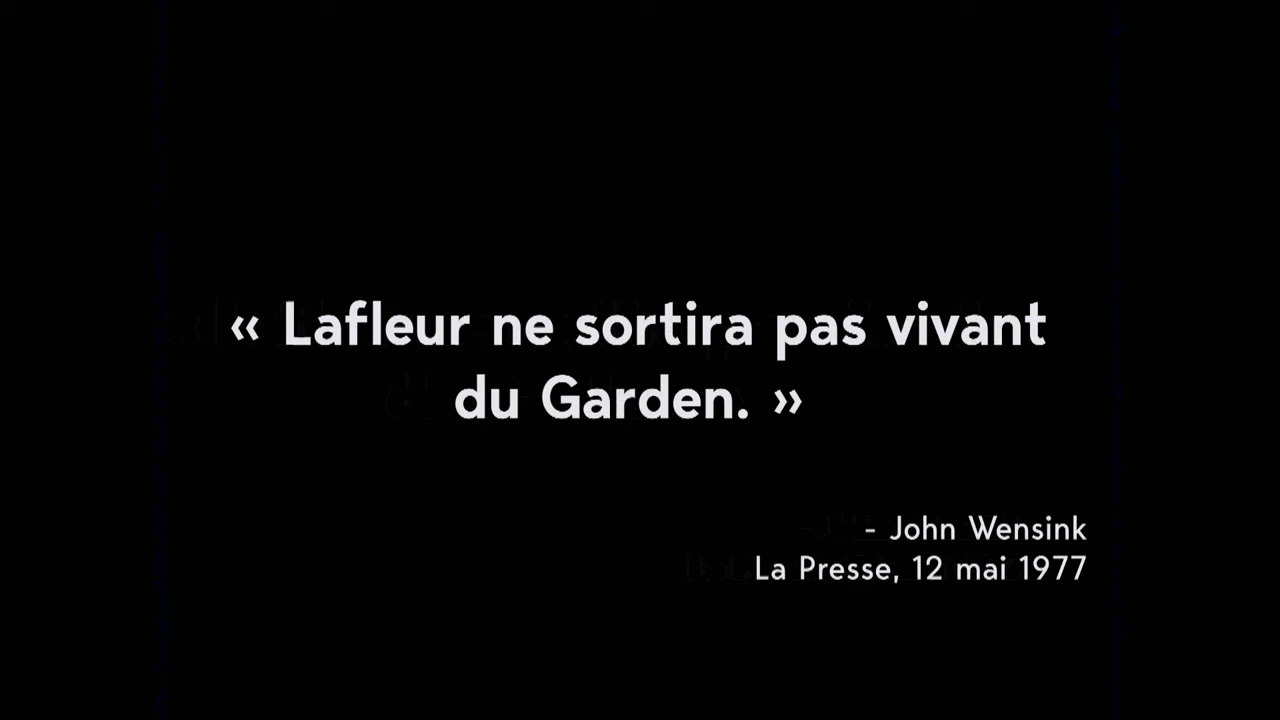 « Lafleur ne sortira pas vivant
du Garden. »
- John Wensink
La Presse, 12 mai 1977